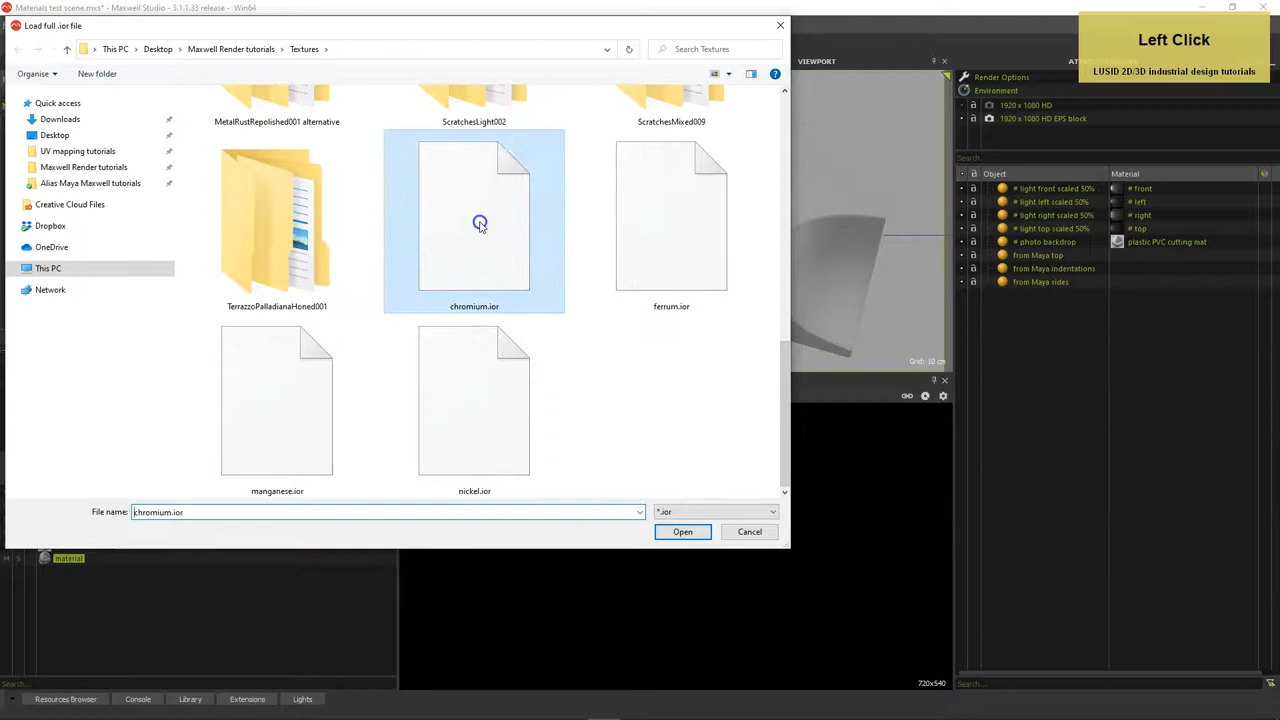 Materials test scene.mxs* - Maxwell Studio - 5.1.1.33 release - Win64
Load full .ior file
This PC
Desktop
Maxwell Render tutorials
Textures
Search Textures
Organise
New folder
Quick access
Downloads
Desktop
UV mapping tutorials
Maxwell Render tutorials
Alias Maya Maxwell tutorials
Creative Cloud Files
Dropbox
OneDrive
This PC
Network
MetalRustRepolished001 alternative
ScratchesLight002
ScratchesMixed009
TerrazzoPalladianaHoned001
chromium.ior
ferrum.ior
manganese.ior
nickel.ior
File name:
chromium.ior
*.ior
Open
Cancel
Left Click
LUSID 2D/3D industrial design tutorials
VIEWPORT
Render Options
Environment
1920 x 1080 HD
1920 x 1080 HD EPS block
Search...
Object
Material
# light front scaled 50%
# front
# light left scaled 50%
# left
# light right scaled 50%
# right
# light top scaled 50%
# top
# photo backdrop
plastic PVC cutting mat
from Maya top
from Maya indentations
from Maya sides
Grid: 10 cm
M
S
material
720x540
Search...
Search...
Resources Browser
Console
Library
Extensions
Lights